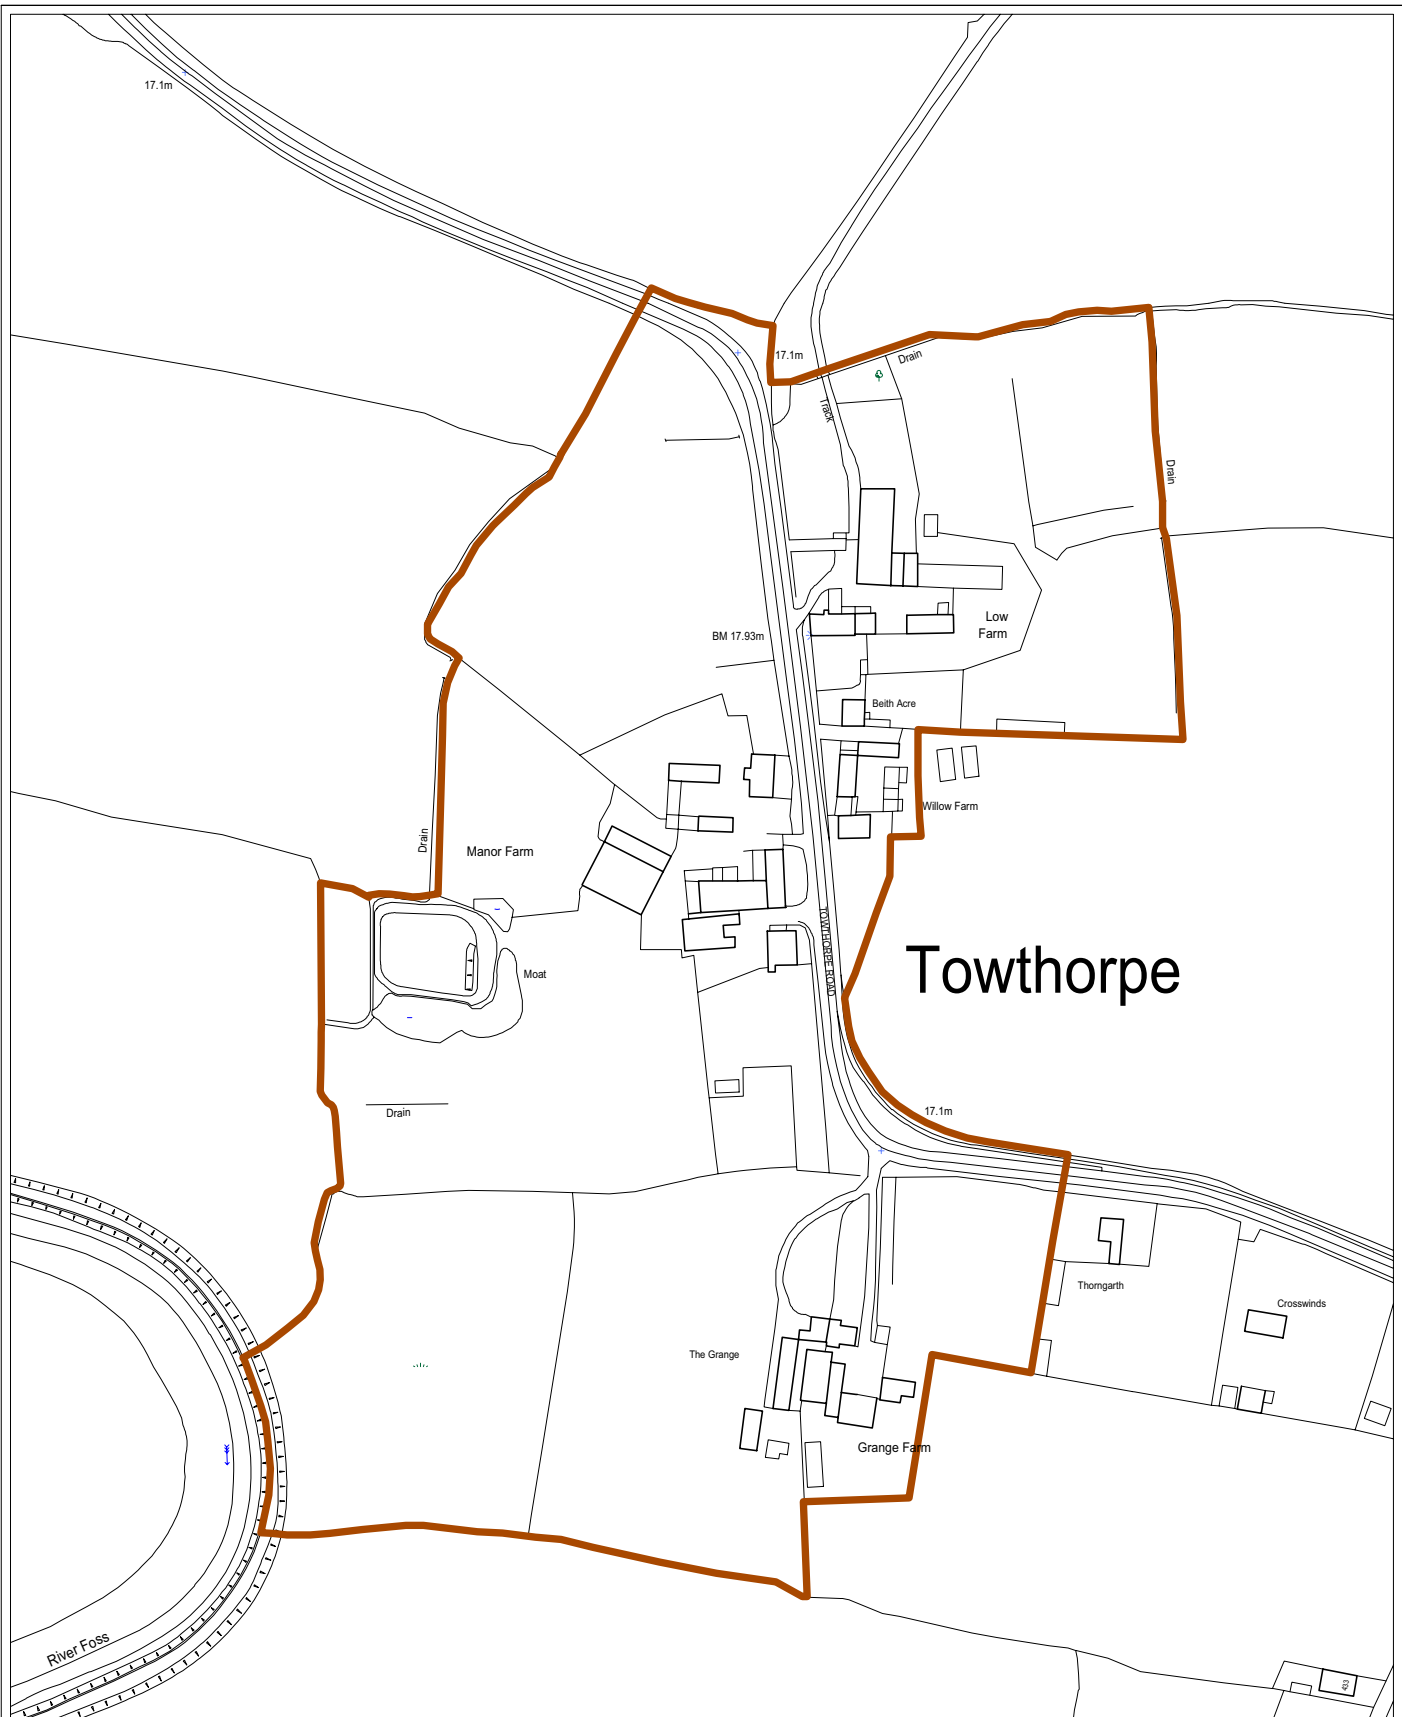 17.1m
17.1m
Drain
Track
Drain
Low
Farm
BM 17.93m
Beith Acre
Willow Farm
Drain
Manor Farm
TOWTHORPE ROAD
Towthorpe
Moat
Drain
17.1m
Thorngarth
Crosswinds
The Grange
Grange Farm
River Foss
433